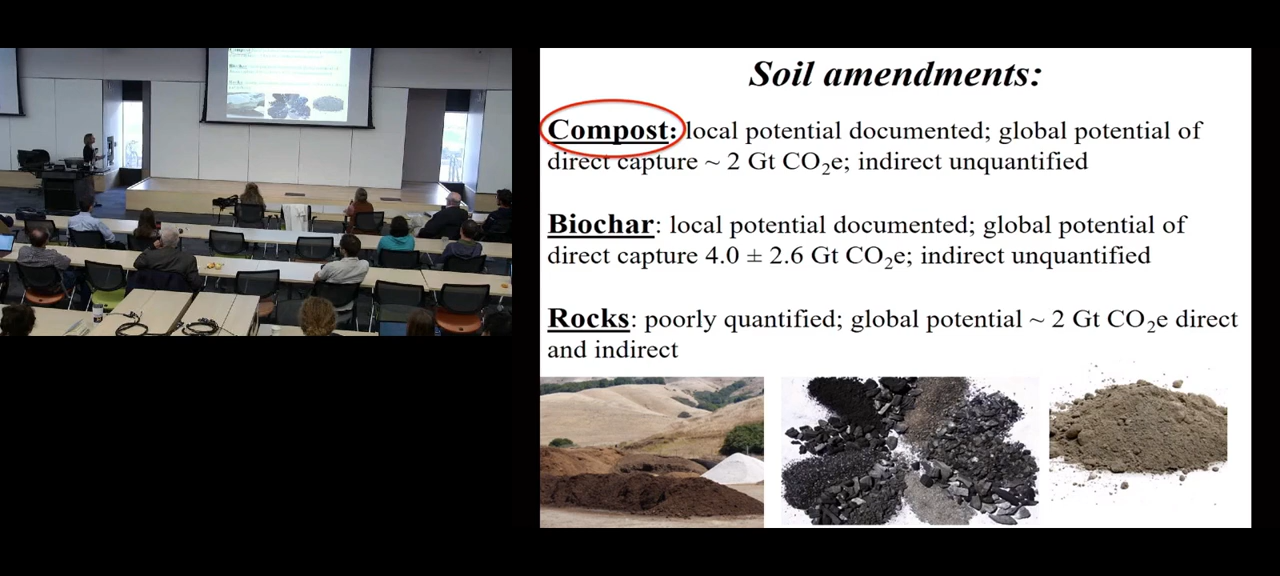 Soil amendments:
Compost: local potential documented; global potential of
direct capture ~ 2 Gt CO₂e; indirect unquantified
Biochar: local potential documented; global potential of
direct capture 4.0 ± 2.6 Gt CO₂e; indirect unquantified
Rocks: poorly quantified; global potential ~ 2 Gt CO₂e direct
and indirect